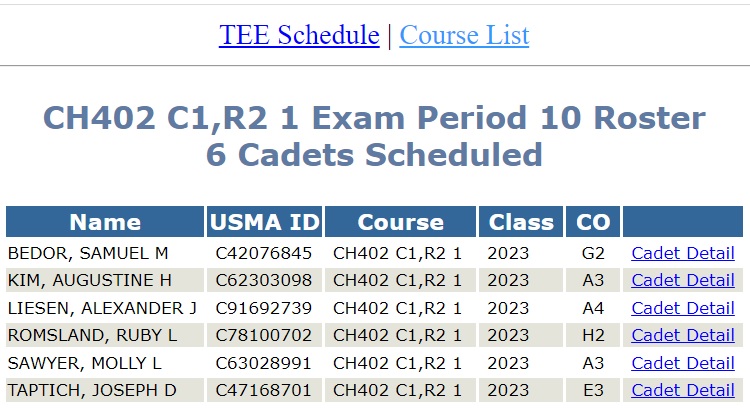 TEE Schedule | Course List
CH402 C1,R2 1 Exam Period 10 Roster
6 Cadets Scheduled
Name USMA ID Course Class CO
BEDOR, SAMUEL M C42076845 CH402 C1,R2 1 2023 G2 Cadet Detail
KIM, AUGUSTINE H C62303098 CH402 C1,R2 1 2023 A3 Cadet Detail
LIESEN, ALEXANDER J C91692739 CH402 C1,R2 1 2023 A4 Cadet Detail
ROMSLAND, RUBY L C78100702 CH402 C1,R2 1 2023 H2 Cadet Detail
SAWYER, MOLLY L C63028991 CH402 C1,R2 1 2023 A3 Cadet Detail
TAPTICH, JOSEPH D C47168701 CH402 C1,R2 1 2023 E3 Cadet Detail